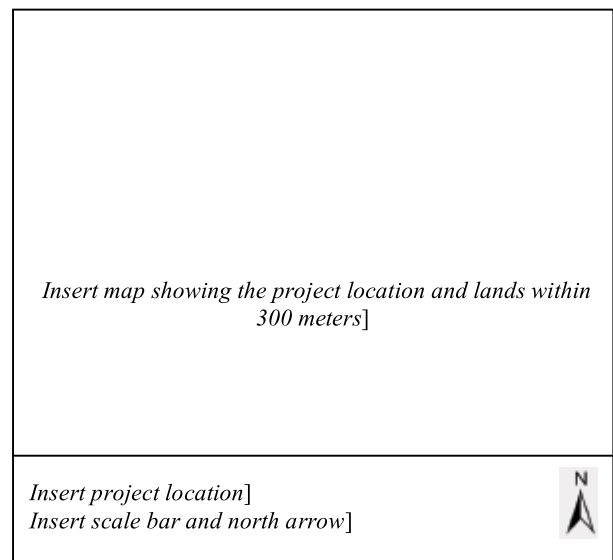 Insert map showing the project location and lands within
300 meters]
Insert project location]
Insert scale bar and north arrow]
N